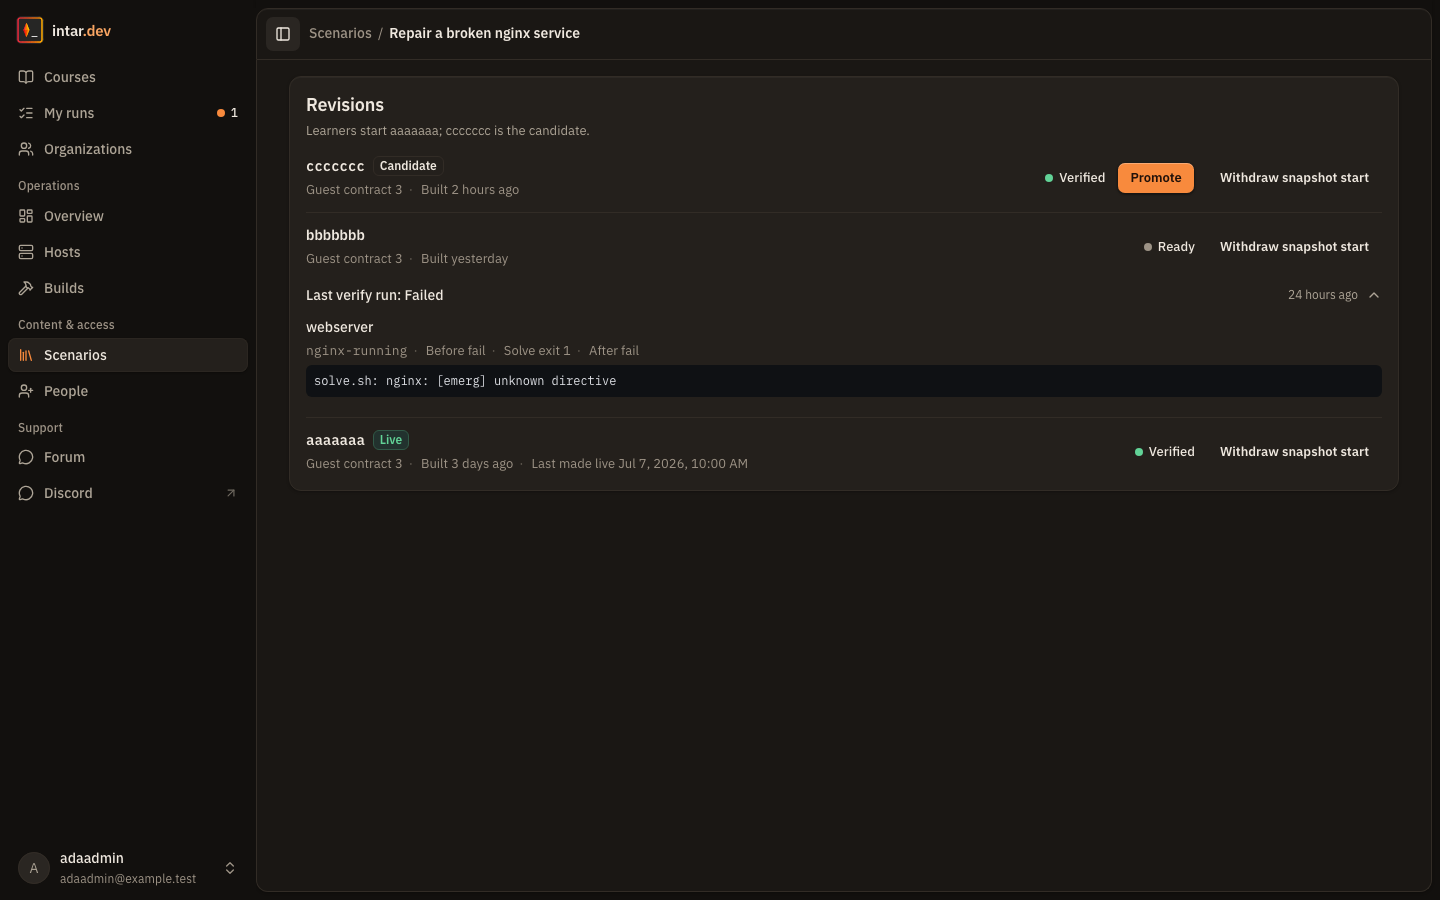 intar.dev
Courses
My runs 1
Organizations
Operations
Overview
Hosts
Builds
Content & access
Scenarios
People
Support
Forum
Discord
A
adaadmin
adaadmin@example.test
Scenarios / Repair a broken nginx service
Revisions
Learners start aaaaaaa; ccccccc is the candidate.
ccccccc Candidate
Guest contract 3 · Built 2 hours ago
Verified Promote Withdraw snapshot start
bbbbbbb
Guest contract 3 · Built yesterday
Ready Withdraw snapshot start
Last verify run: Failed 24 hours ago
webserver
nginx-running · Before fail · Solve exit 1 · After fail
solve.sh: nginx: [emerg] unknown directive
aaaaaaa Live
Guest contract 3 · Built 3 days ago · Last made live Jul 7, 2026, 10:00 AM
Verified Withdraw snapshot start